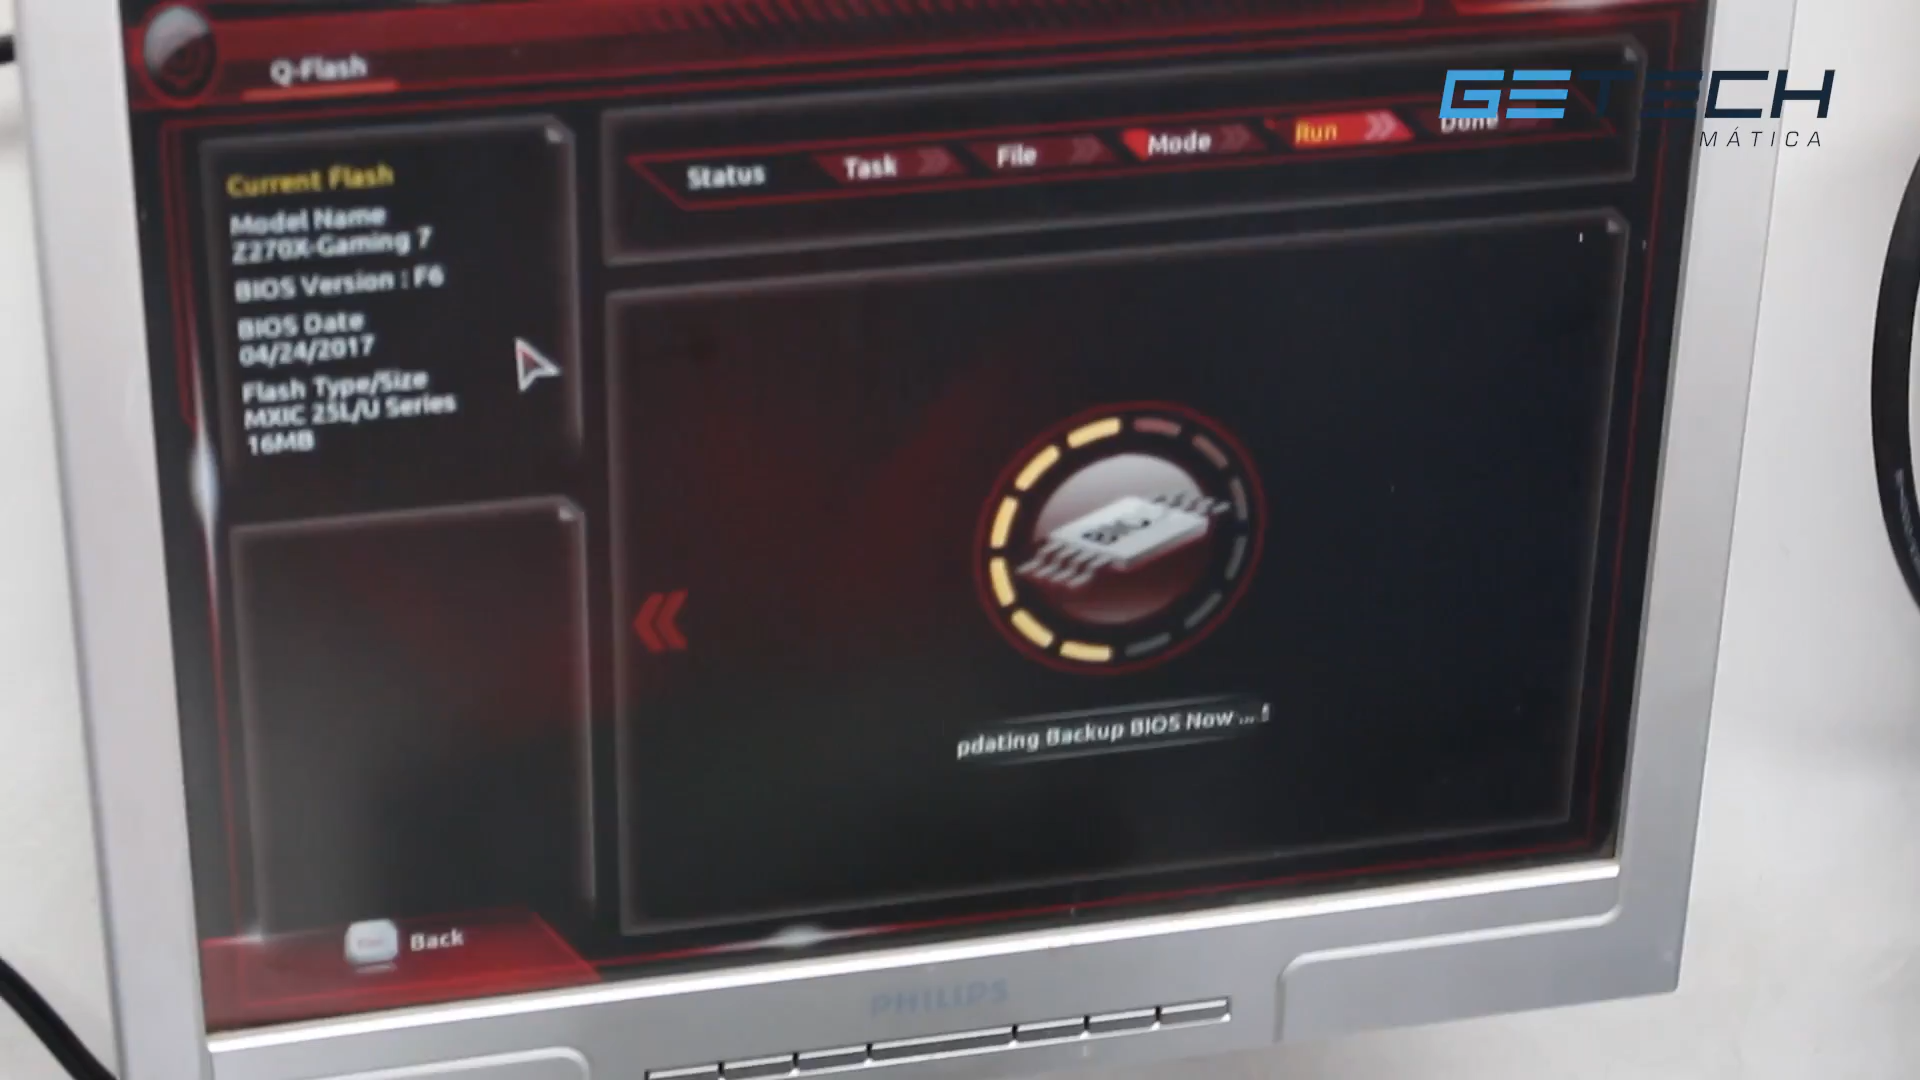 Q-Flash
GETECH
MÁTICA
Status
Task
File
Mode
Run
Done
Current Flash
Model Name
Z270X-Gaming 7
BIOS Version : F6
BIOS Date
04/24/2017
Flash Type/Size
MXIC 25L/U Series
16MB
pdating Backup BIOS Now ... !
Back
PHILIPS